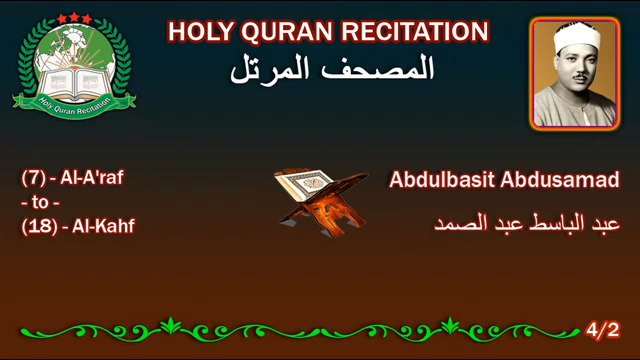 HOLY QURAN RECITATION
المصحف المرتل
Holy Quran Recitation
(7) - Al-A'raf
- to -
(18) - Al-Kahf
Abdulbasit Abdusamad
عبد الباسط عبد الصمد
4/2